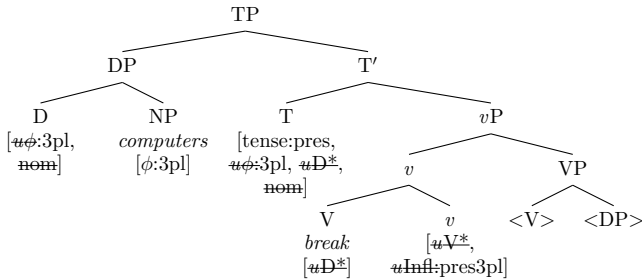 TP
DP T′
D NP T vP
[uϕ:3pl, computers [tense:pres,
nom] [ϕ:3pl] uϕ:3pl, uD*, v VP
nom]
V v <V> <DP>
break [uV*,
[uD*] uInfl:pres3pl]